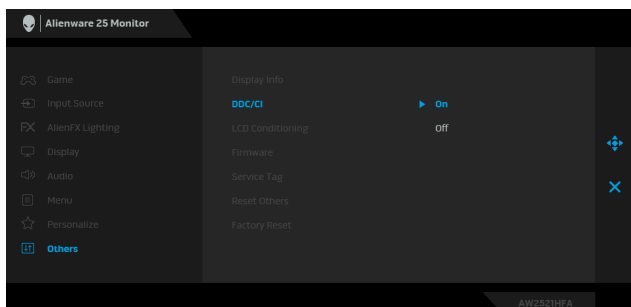 Alienware 25 Monitor
Game
Input Source
AlienFX Lighting
Display
Audio
Menu
Personalize
Others
Display Info
DDC/CI
On
LCD Conditioning
Off
Firmware
Service Tag
Reset Others
Factory Reset
AW2521HFA